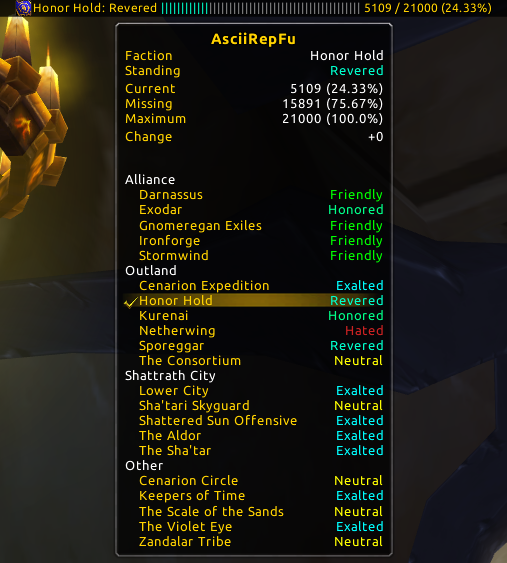 Honor Hold: Revered |||||||||||||||||||||||||||||||||||||||||||||||||| 5109 / 21000 (24.33%)
AsciiRepFu
Faction Honor Hold
Standing Revered
Current 5109 (24.33%)
Missing 15891 (75.67%)
Maximum 21000 (100.0%)
Change +0
Alliance
Darnassus Friendly
Exodar Honored
Gnomeregan Exiles Friendly
Ironforge Friendly
Stormwind Friendly
Outland
Cenarion Expedition Exalted
Honor Hold Revered
Kurenai Honored
Netherwing Hated
Sporeggar Revered
The Consortium Neutral
Shattrath City
Lower City Exalted
Sha'tari Skyguard Neutral
Shattered Sun Offensive Exalted
The Aldor Exalted
The Sha'tar Exalted
Other
Cenarion Circle Neutral
Keepers of Time Exalted
The Scale of the Sands Neutral
The Violet Eye Exalted
Zandalar Tribe Neutral